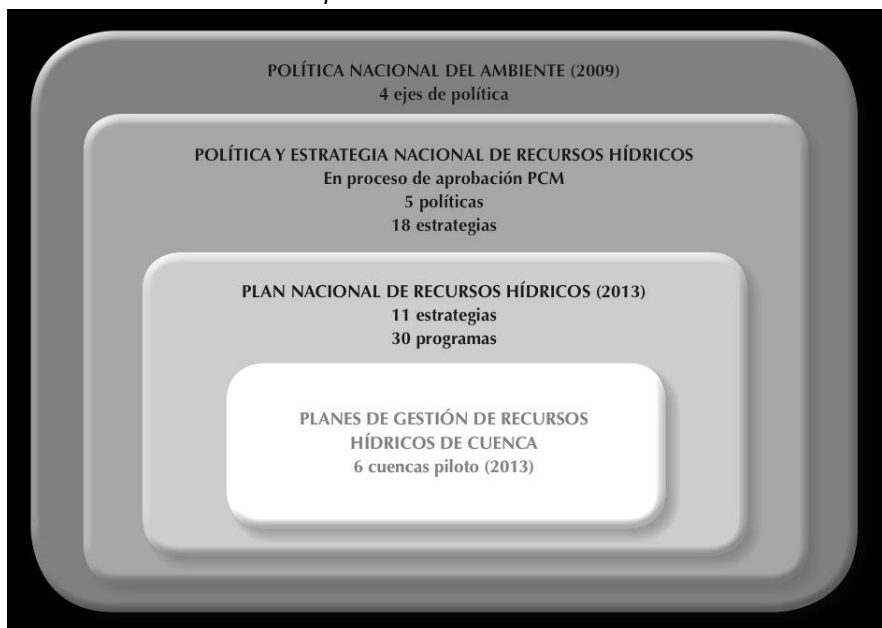 POLÍTICA NACIONAL DEL AMBIENTE (2009)
4 ejes de política
POLÍTICA Y ESTRATEGIA NACIONAL DE RECURSOS HÍDRICOS
En proceso de aprobación PCM
5 políticas
18 estrategias
PLAN NACIONAL DE RECURSOS HÍDRICOS (2013)
11 estrategias
30 programas
PLANES DE GESTIÓN DE RECURSOS
HÍDRICOS DE CUENCA
6 cuencas piloto (2013)